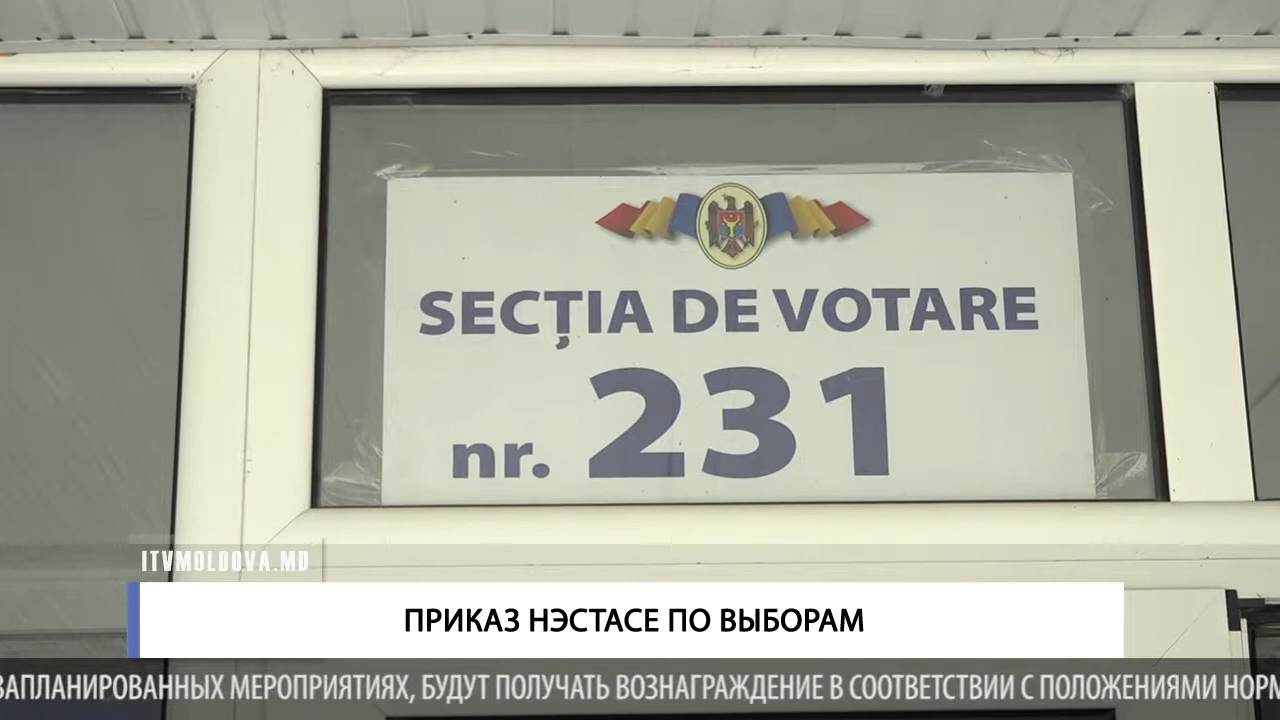 SECȚIA DE VOTARE
nr. 231
ITVMOLDOVA.MD
ПРИКАЗ НЭСТАСЕ ПО ВЫБОРАМ
ЗАПЛАНИРОВАННЫХ МЕРОПРИЯТИЯХ, БУДУТ ПОЛУЧАТЬ ВОЗНАГРАЖДЕНИЕ В СООТВЕТСТВИИ С ПОЛОЖЕНИЯМИ